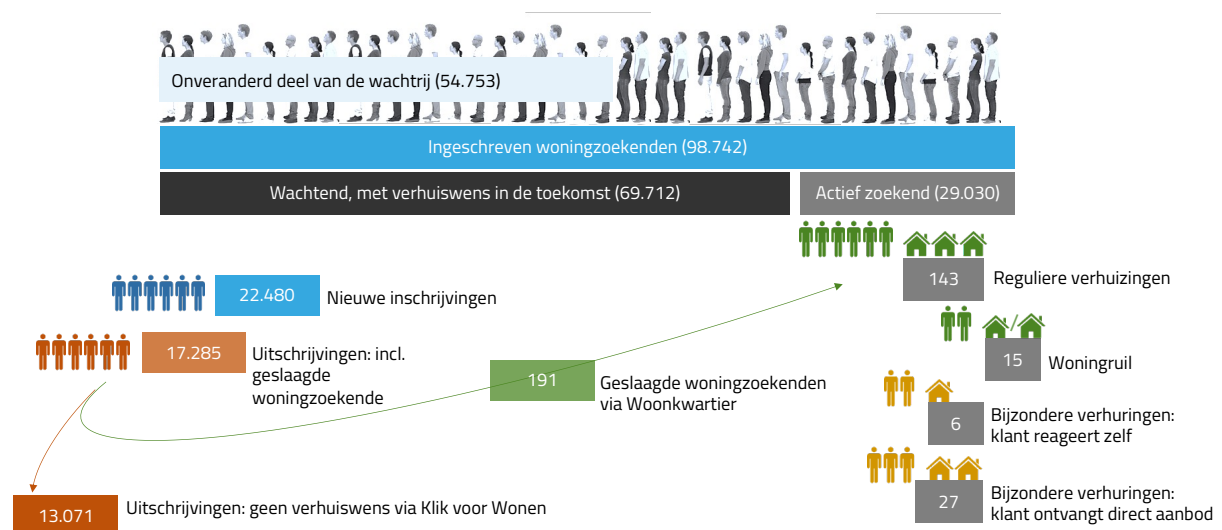 Onveranderd deel van de wachtrij (54.753)
Ingeschreven woningzoekenden (98.742)
Wachtend, met verhuiswens in de toekomst (69.712)
Actief zoekend (29.030)
143
Reguliere verhuizingen
22.480
Nieuwe inschrijvingen
17.285
Uitschrijvingen: incl.
geslaagde
woningzoekende
191
Geslaagde woningzoekenden
via Woonkwartier
/
15
Woningruil
6
Bijzondere verhuringen:
klant reageert zelf
27
Bijzondere verhuringen:
klant ontvangt direct aanbod
13.071
Uitschrijvingen: geen verhuiswens via Klik voor Wonen